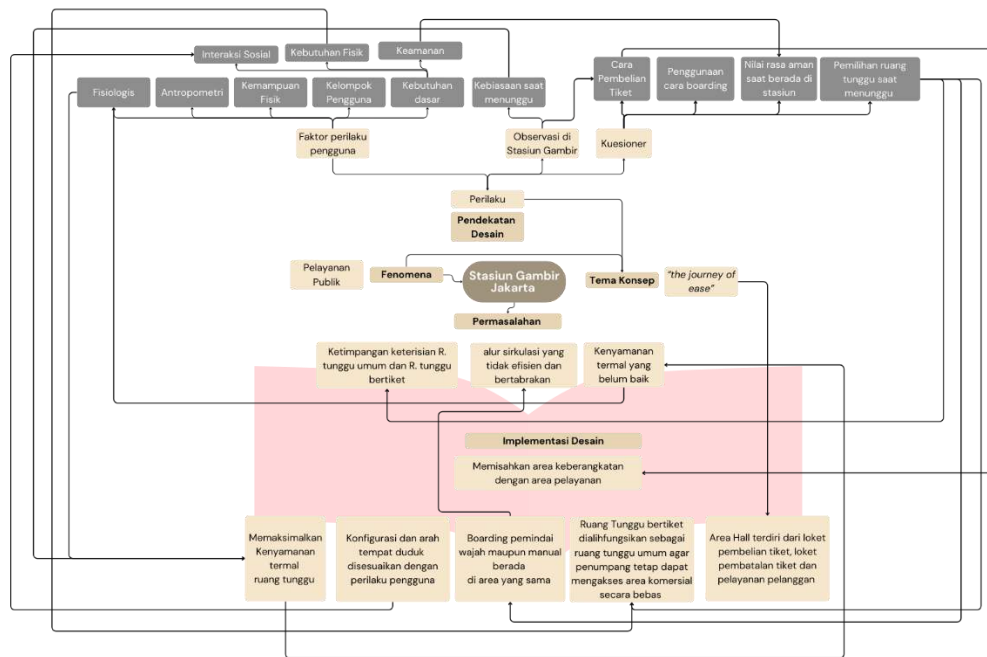 Interaksi Sosial
Kebutuhan Fisik
Keamanan
Fisiologis
Antropometri
Kemampuan
Fisik
Kelompok
Pengguna
Kebutuhan
dasar
Kebiasaan saat
menunggu
Cara
Pembelian
Tiket
Penggunaan
cara boarding
Nilai rasa aman
saat berada di
stasiun
Pemilihan ruang
tunggu saat
menunggu
Faktor perilaku
pengguna
Observasi di
Stasiun Gambir
Kuesioner
Perilaku
Pendekatan
Desain
Pelayanan
Publik
Fenomena
Stasiun Gambir
Jakarta
Tema Konsep
"the journey of
ease"
Permasalahan
Ketimpangan keterisian R.
tunggu umum dan R. tunggu
bertiket
alur sirkulasi yang
tidak efisien dan
bertabrakan
Kenyamanan
termal yang
belum baik
Implementasi Desain
Memisahkan area keberangkatan
dengan area pelayanan
Memaksimalkan
Kenyamanan
termal
ruang tunggu
Konfigurasi dan arah
tempat duduk
disesuaikan dengan
perilaku pengguna
Boarding pemindai
wajah maupun manual
berada
di area yang sama
Ruang Tunggu bertiket
dialihfungsikan sebagai
ruang tunggu umum agar
penumpang tetap dapat
mengakses area komersial
secara bebas
Area Hall terdiri dari loket
pembelian tiket, loket
pembatalan tiket dan
pelayanan pelanggan